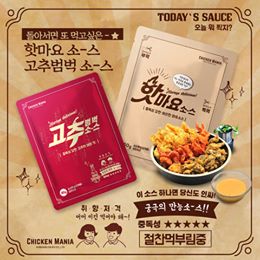 TODAY'S SAUCE
오늘 뭐 찍지?
돌아서면 또 먹고싶은-
핫마요 소-스
고추범벅 소-스
CHICKEN MANIA
고추범벅소스
CHICKEN MANIA
핫마요
소스
취향저격
이 소스 하나면 당신도 인싸!
궁극의 만능소-스!!
중독성 ★★★★★
절찬먹부림중
CHICKEN MANIA